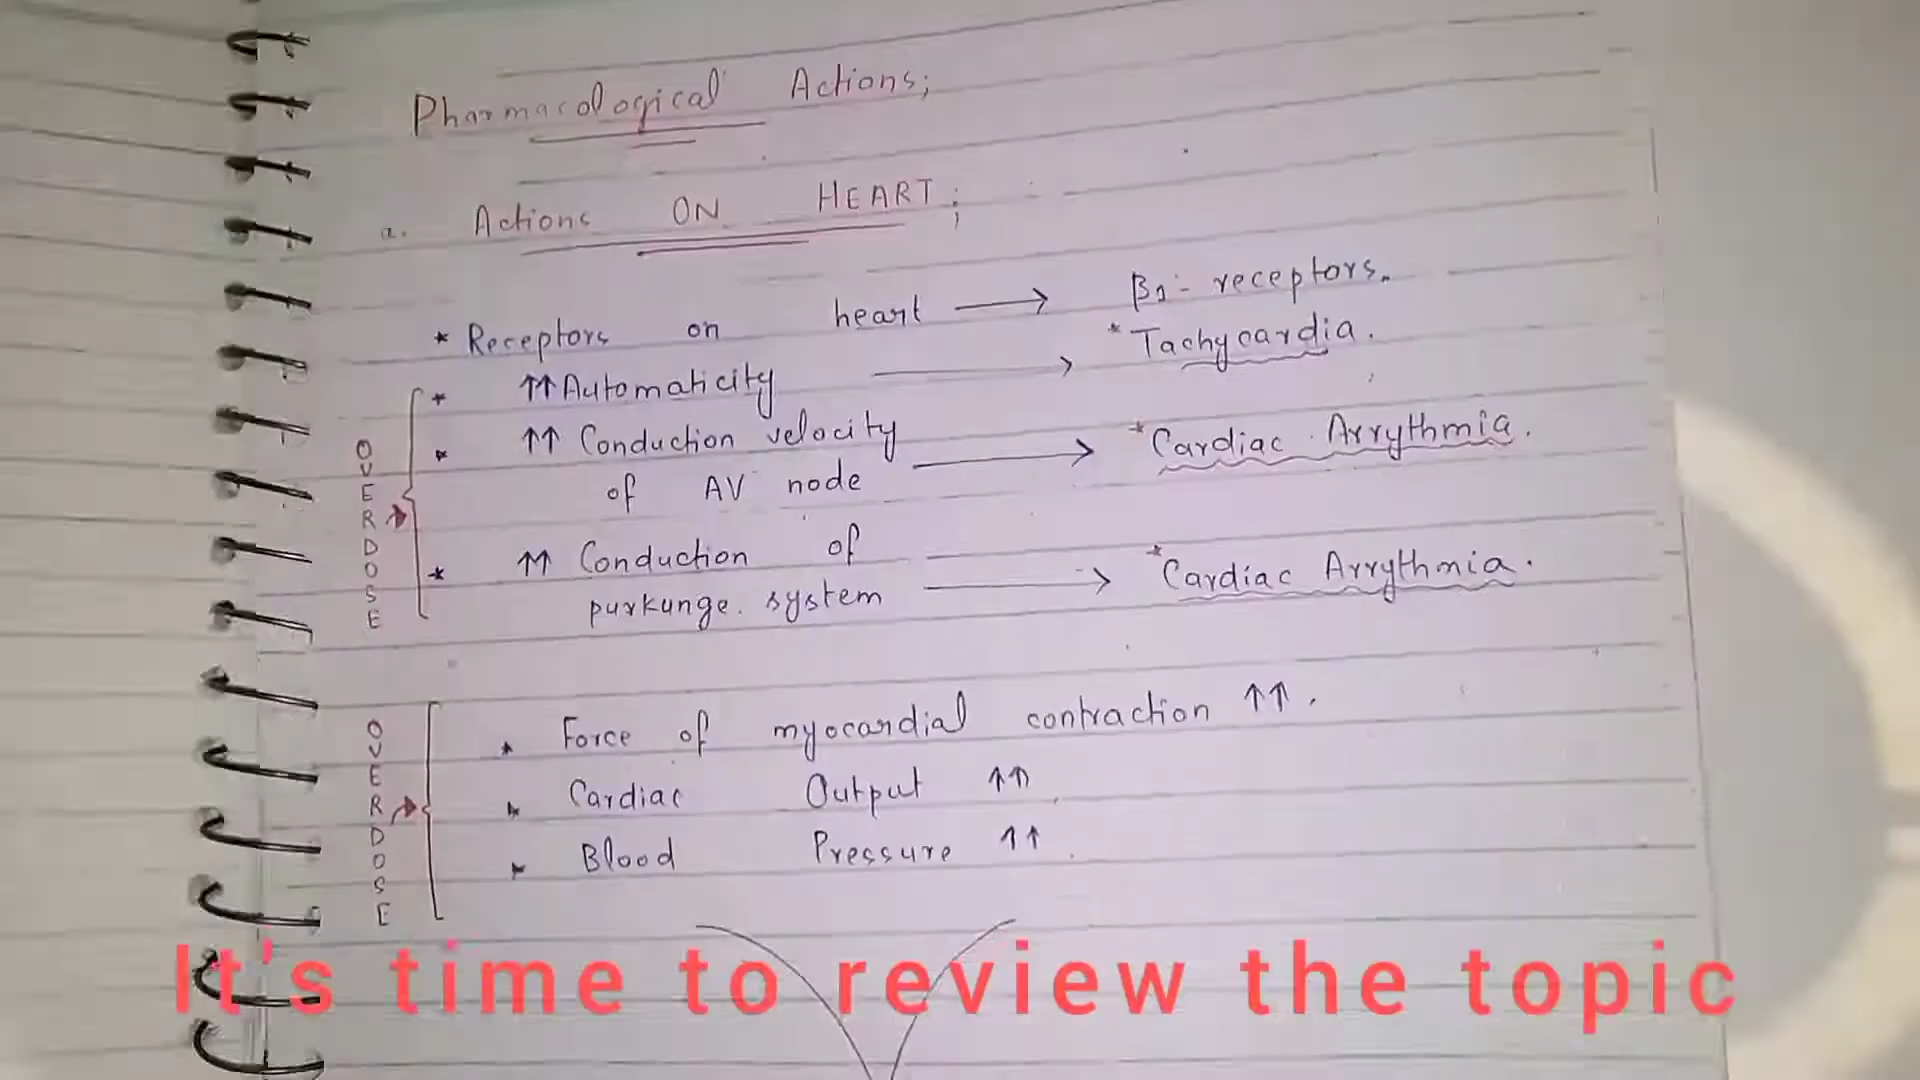 Pharmacological Actions;
a. Actions ON HEART;
* Receptors on heart → β1- receptors.
* ↑↑ Automaticity → * Tachycardia.
* ↑↑ Conduction velocity of AV node → * Cardiac Arrythmia.
* ↑↑ Conduction of purkunge. system → * Cardiac Arrythmia.
OVERDOSE
* Force of myocardial contraction ↑↑.
* Cardiac Output ↑↑
* Blood Pressure ↑↑
OVERDOSE
It's time to review the topic